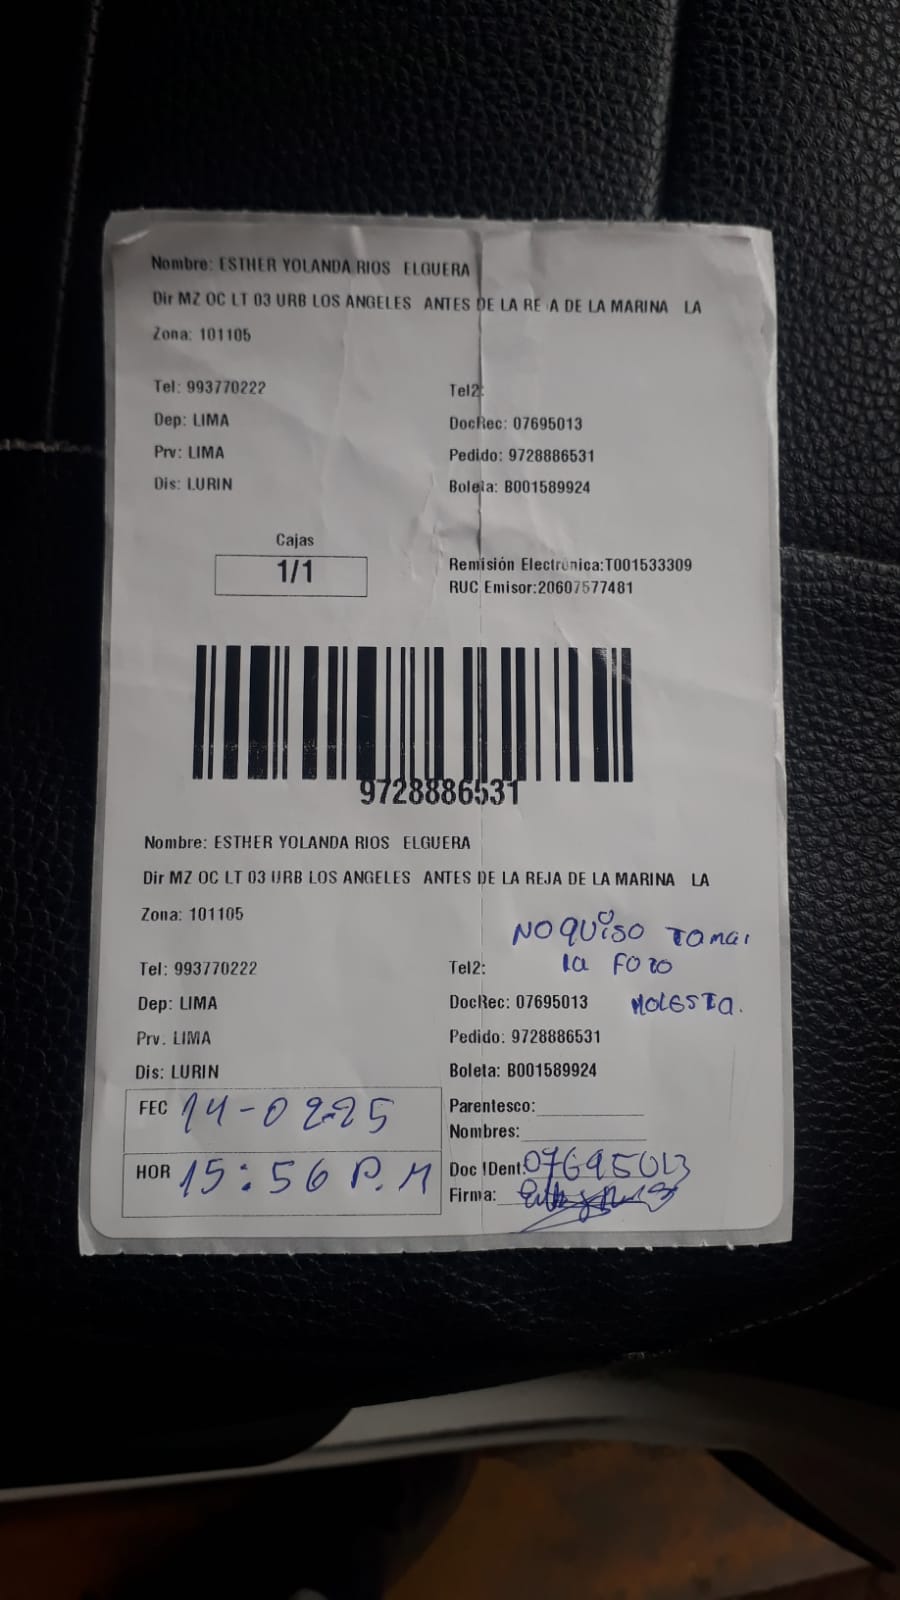 Nombre: ESTHER YOLANDA RIOS ELGUERA
Dir MZ OC LT 03 URB LOS ANGELES ANTES DE LA REJA DE LA MARINA LA
Zona: 101105
Tel: 993770222 Tel2:
Dep: LIMA DocRec: 07695013
Prv: LIMA Pedido: 9728886531
Dis: LURIN Boleta: B001589924
Cajas
1/1
Remisión Electrónica:T001533309
RUC Emisor:20607577481
9728886531
Nombre: ESTHER YOLANDA RIOS ELGUERA
Dir MZ OC LT 03 URB LOS ANGELES ANTES DE LA REJA DE LA MARINA LA
Zona: 101105
NO QUiSO TOmar
la FOTO
MOLESTa.
Tel: 993770222 Tel2:
Dep: LIMA DocRec: 07695013
Prv. LIMA Pedido: 9728886531
Dis: LURIN Boleta: B001589924
FEC 14-02-25 Parentesco:
Nombres:
HOR 15:56 P.M Doc IDent: 07695013
Firma: